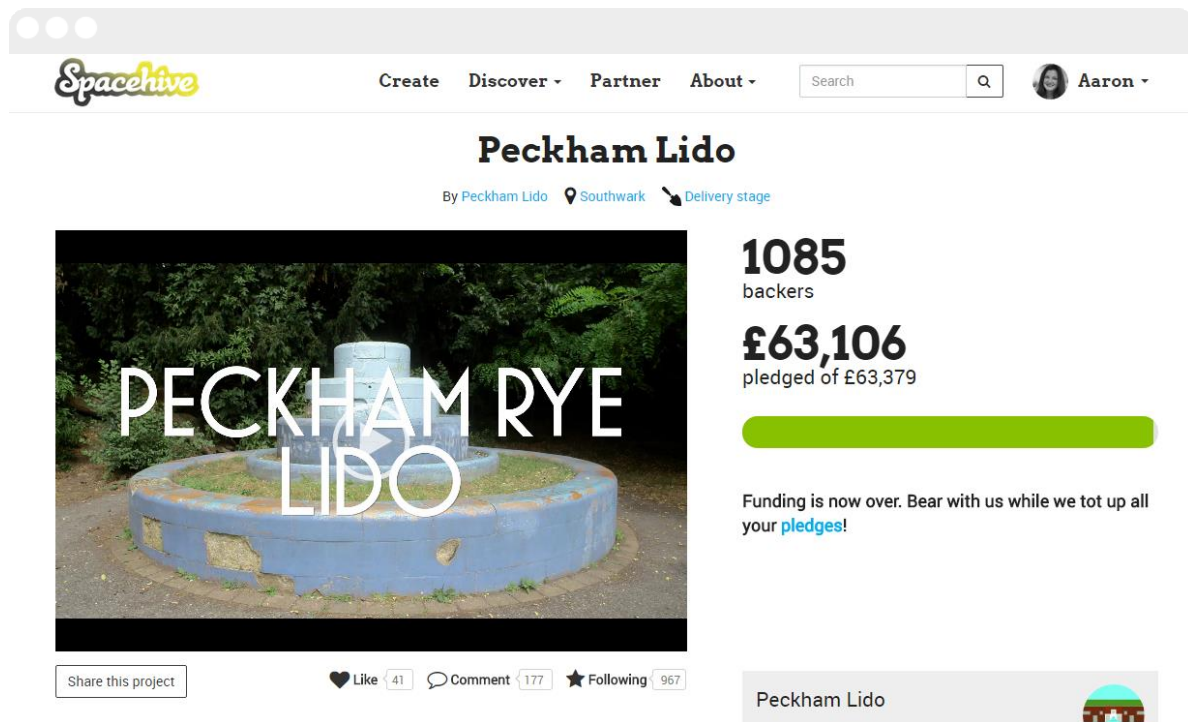 Spacehive
Create Discover Partner About Search Aaron
Peckham Lido
By Peckham Lido Southwark Delivery stage
PECKHAM RYE
LIDO
1085
backers
£63,106
pledged of £63,379
Funding is now over. Bear with us while we tot up all
your pledges!
Share this project Like 41 Comment 177 Following 967
Peckham Lido